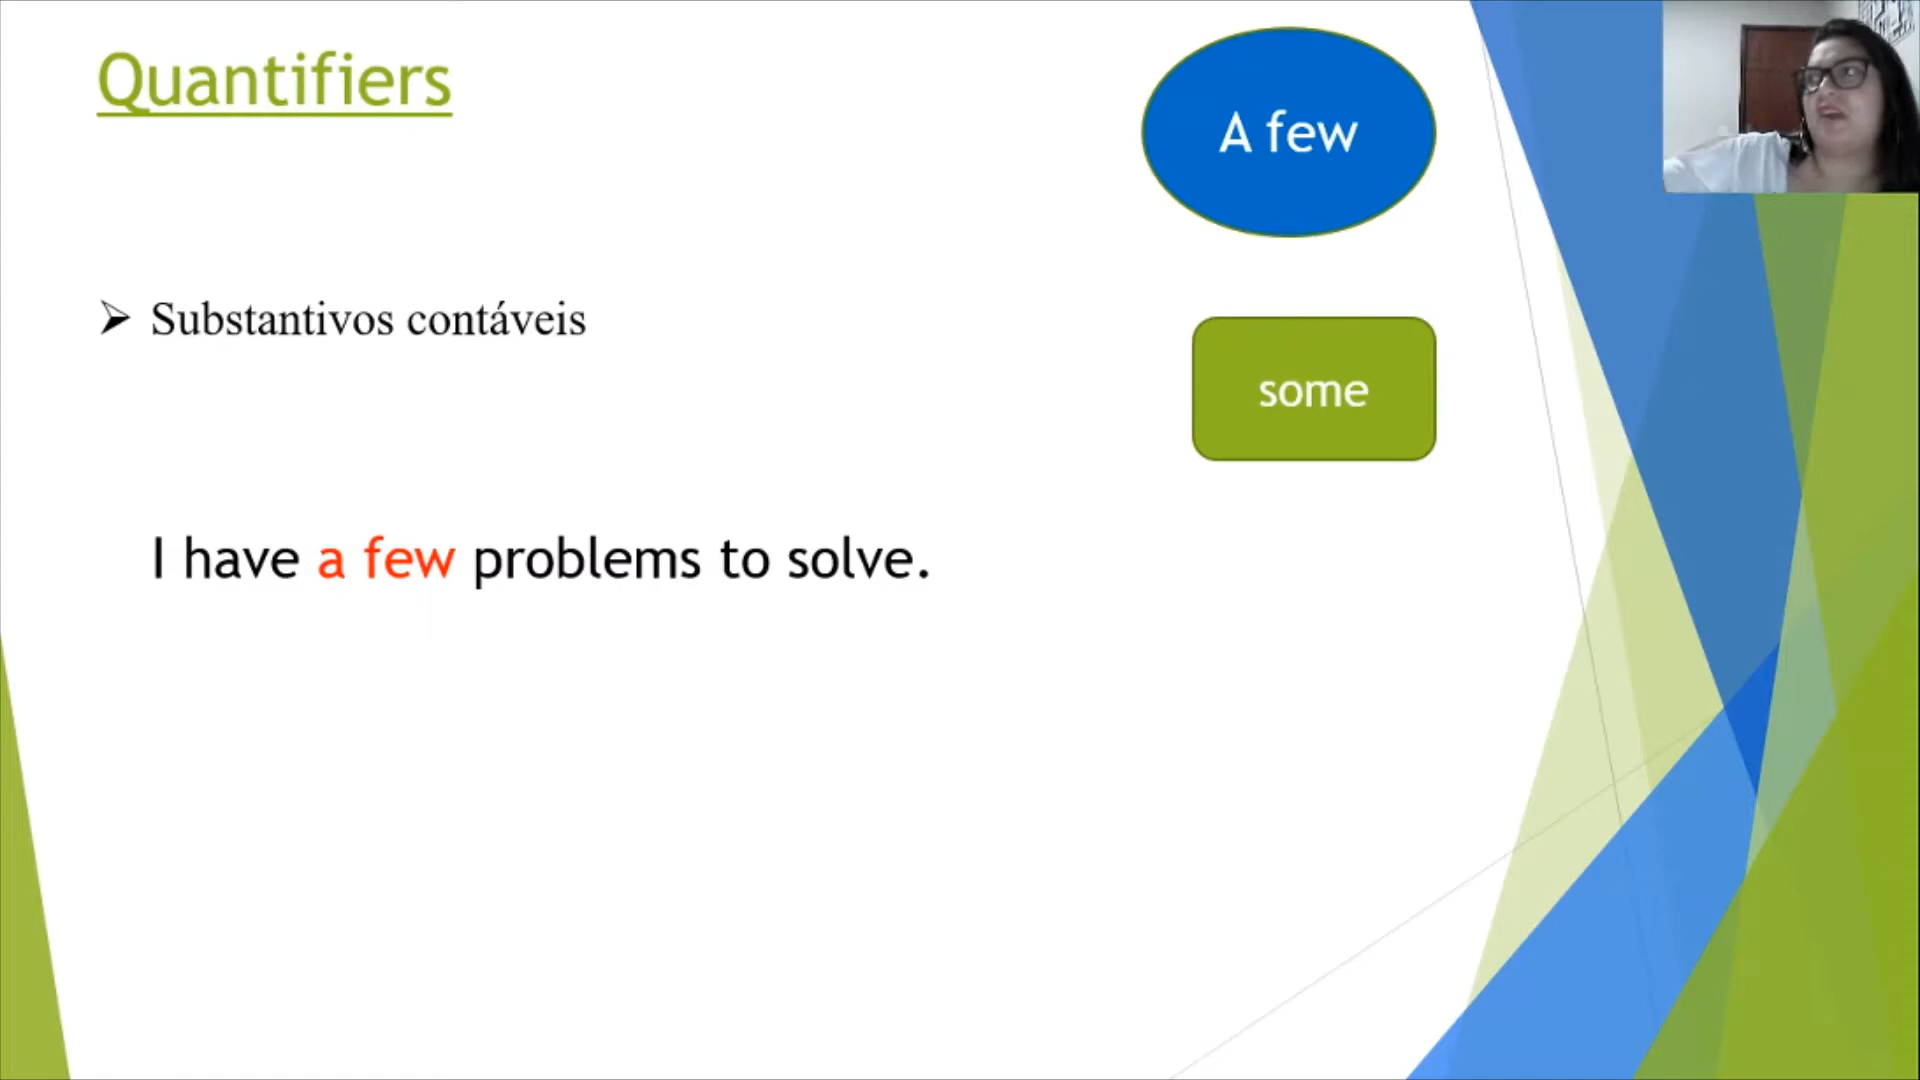 Quantifiers
A few
Substantivos contáveis
some
I have a few problems to solve.